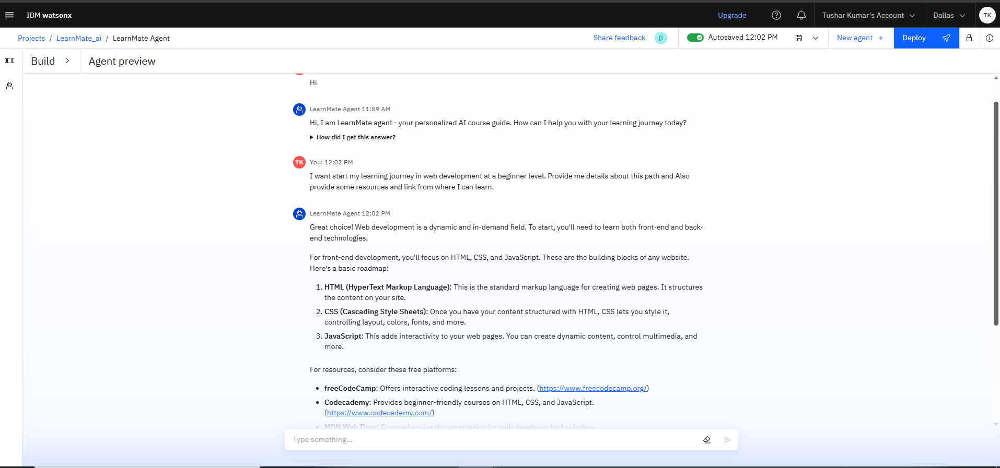 IBM watsonx
Upgrade
Tushar Kumar's Account
Dallas
TK
Projects / LearnMate_ai / LearnMate Agent
Share feedback
β
Autosaved 12:02 PM
New agent +
Deploy
Build
Agent preview
Hi
LearnMate Agent 11:59 AM
Hi, I am LearnMate agent - your personalized AI course guide. How can I help you with your learning journey today?
How did I get this answer?
TK
You: 12:02 PM
I want start my learning journey in web development at a beginner level. Provide me details about this path and Also
provide some resources and link from where I can learn.
LearnMate Agent 12:02 PM
Great choice! Web development is a dynamic and in-demand field. To start, you'll need to learn both front-end and back-
end technologies.
For front-end development, you'll focus on HTML, CSS, and JavaScript. These are the building blocks of any website.
Here's a basic roadmap:
1. HTML (HyperText Markup Language): This is the standard markup language for creating web pages. It structures
the content on your site.
2. CSS (Cascading Style Sheets): Once you have your content structured with HTML, CSS lets you style it,
controlling layout, colors, fonts, and more.
3. JavaScript: This adds interactivity to your web pages. You can create dynamic content, control multimedia, and
more.
For resources, consider these free platforms:
• freeCodeCamp: Offers interactive coding lessons and projects. (https://www.freecodecamp.org/)
• Codecademy: Provides beginner-friendly courses on HTML, CSS, and JavaScript.
(https://www.codecademy.com/)
• MDN Web Docs: Comprehensive documentation for web developer technologies.
Type something...